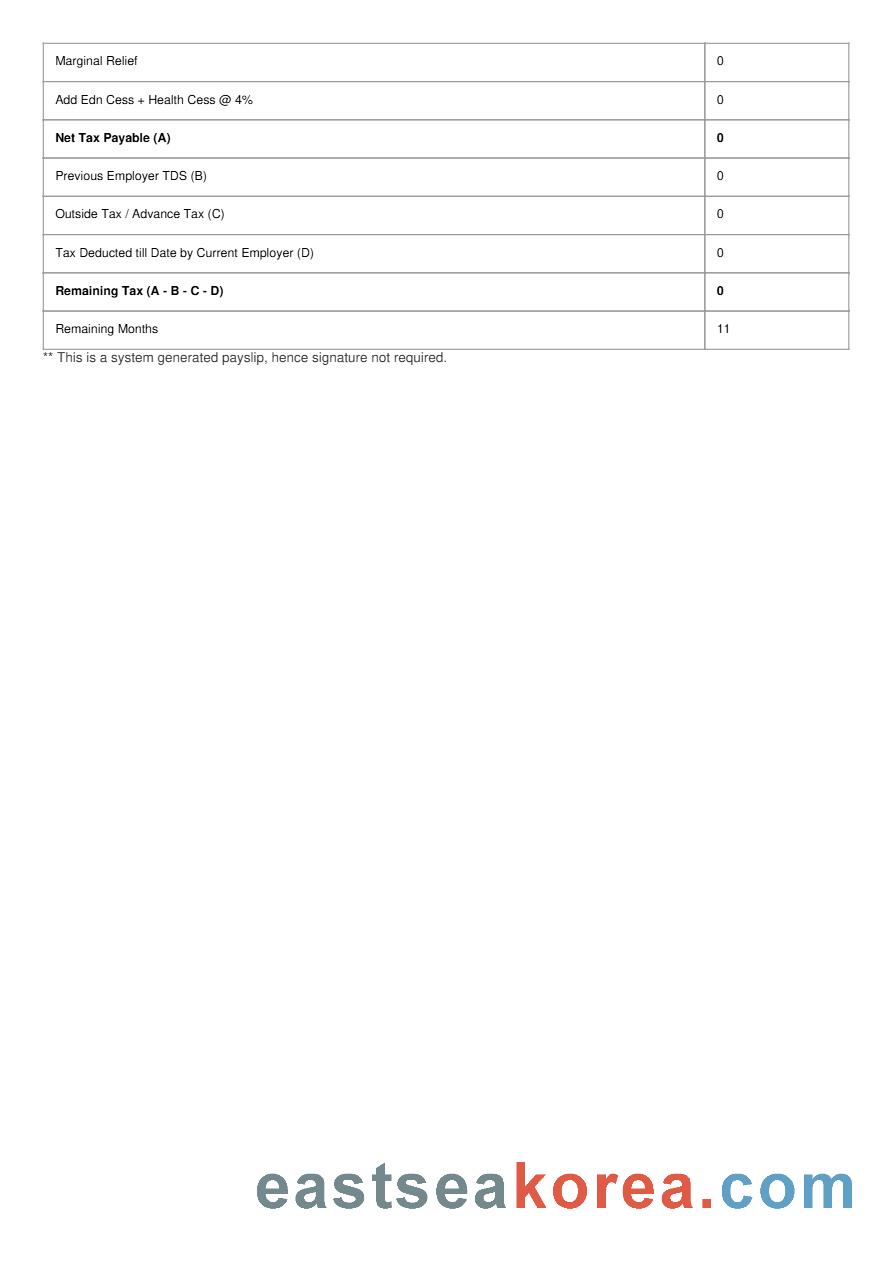 Marginal Relief 0
Add Edn Cess + Health Cess @ 4% 0
Net Tax Payable (A) 0
Previous Employer TDS (B) 0
Outside Tax / Advance Tax (C) 0
Tax Deducted till Date by Current Employer (D) 0
Remaining Tax (A - B - C - D) 0
Remaining Months 11
** This is a system generated payslip, hence signature not required.
eastseakorea.com